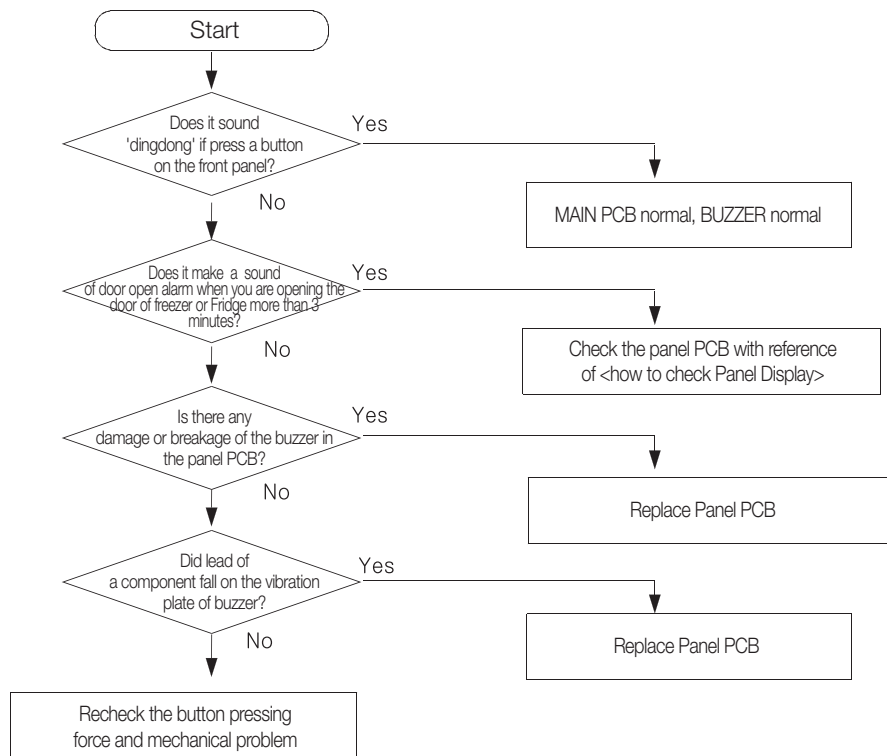 Start
Does it sound
'dingdong' if press a button
on the front panel?
Yes
No
MAIN PCB normal, BUZZER normal
Does it make a sound
of door open alarm when you are opening the
door of freezer or Fridge more than 3
minutes?
Yes
No
Check the panel PCB with reference
of <how to check Panel Display>
Is there any
damage or breakage of the buzzer in
the panel PCB?
Yes
No
Replace Panel PCB
Did lead of
a component fall on the vibration
plate of buzzer?
Yes
No
Replace Panel PCB
Recheck the button pressing
force and mechanical problem